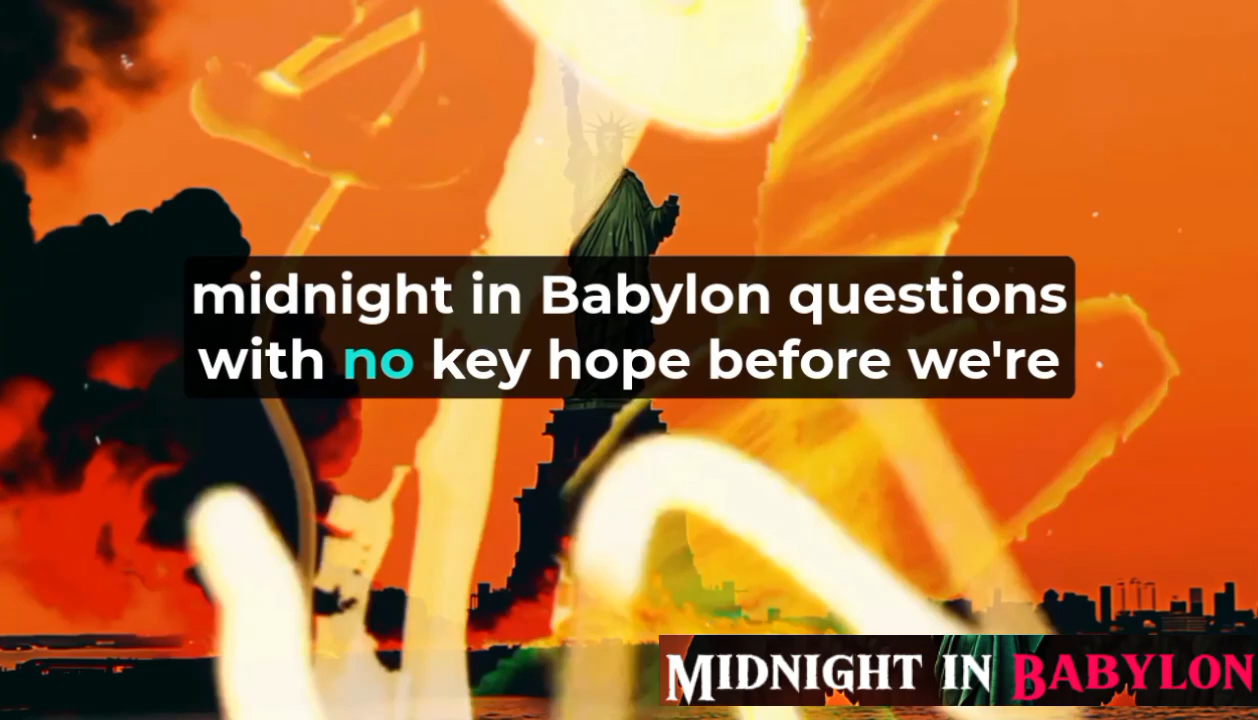 midnight in Babylon questions
with no key hope before we're
MIDNIGHT IN BABYLON